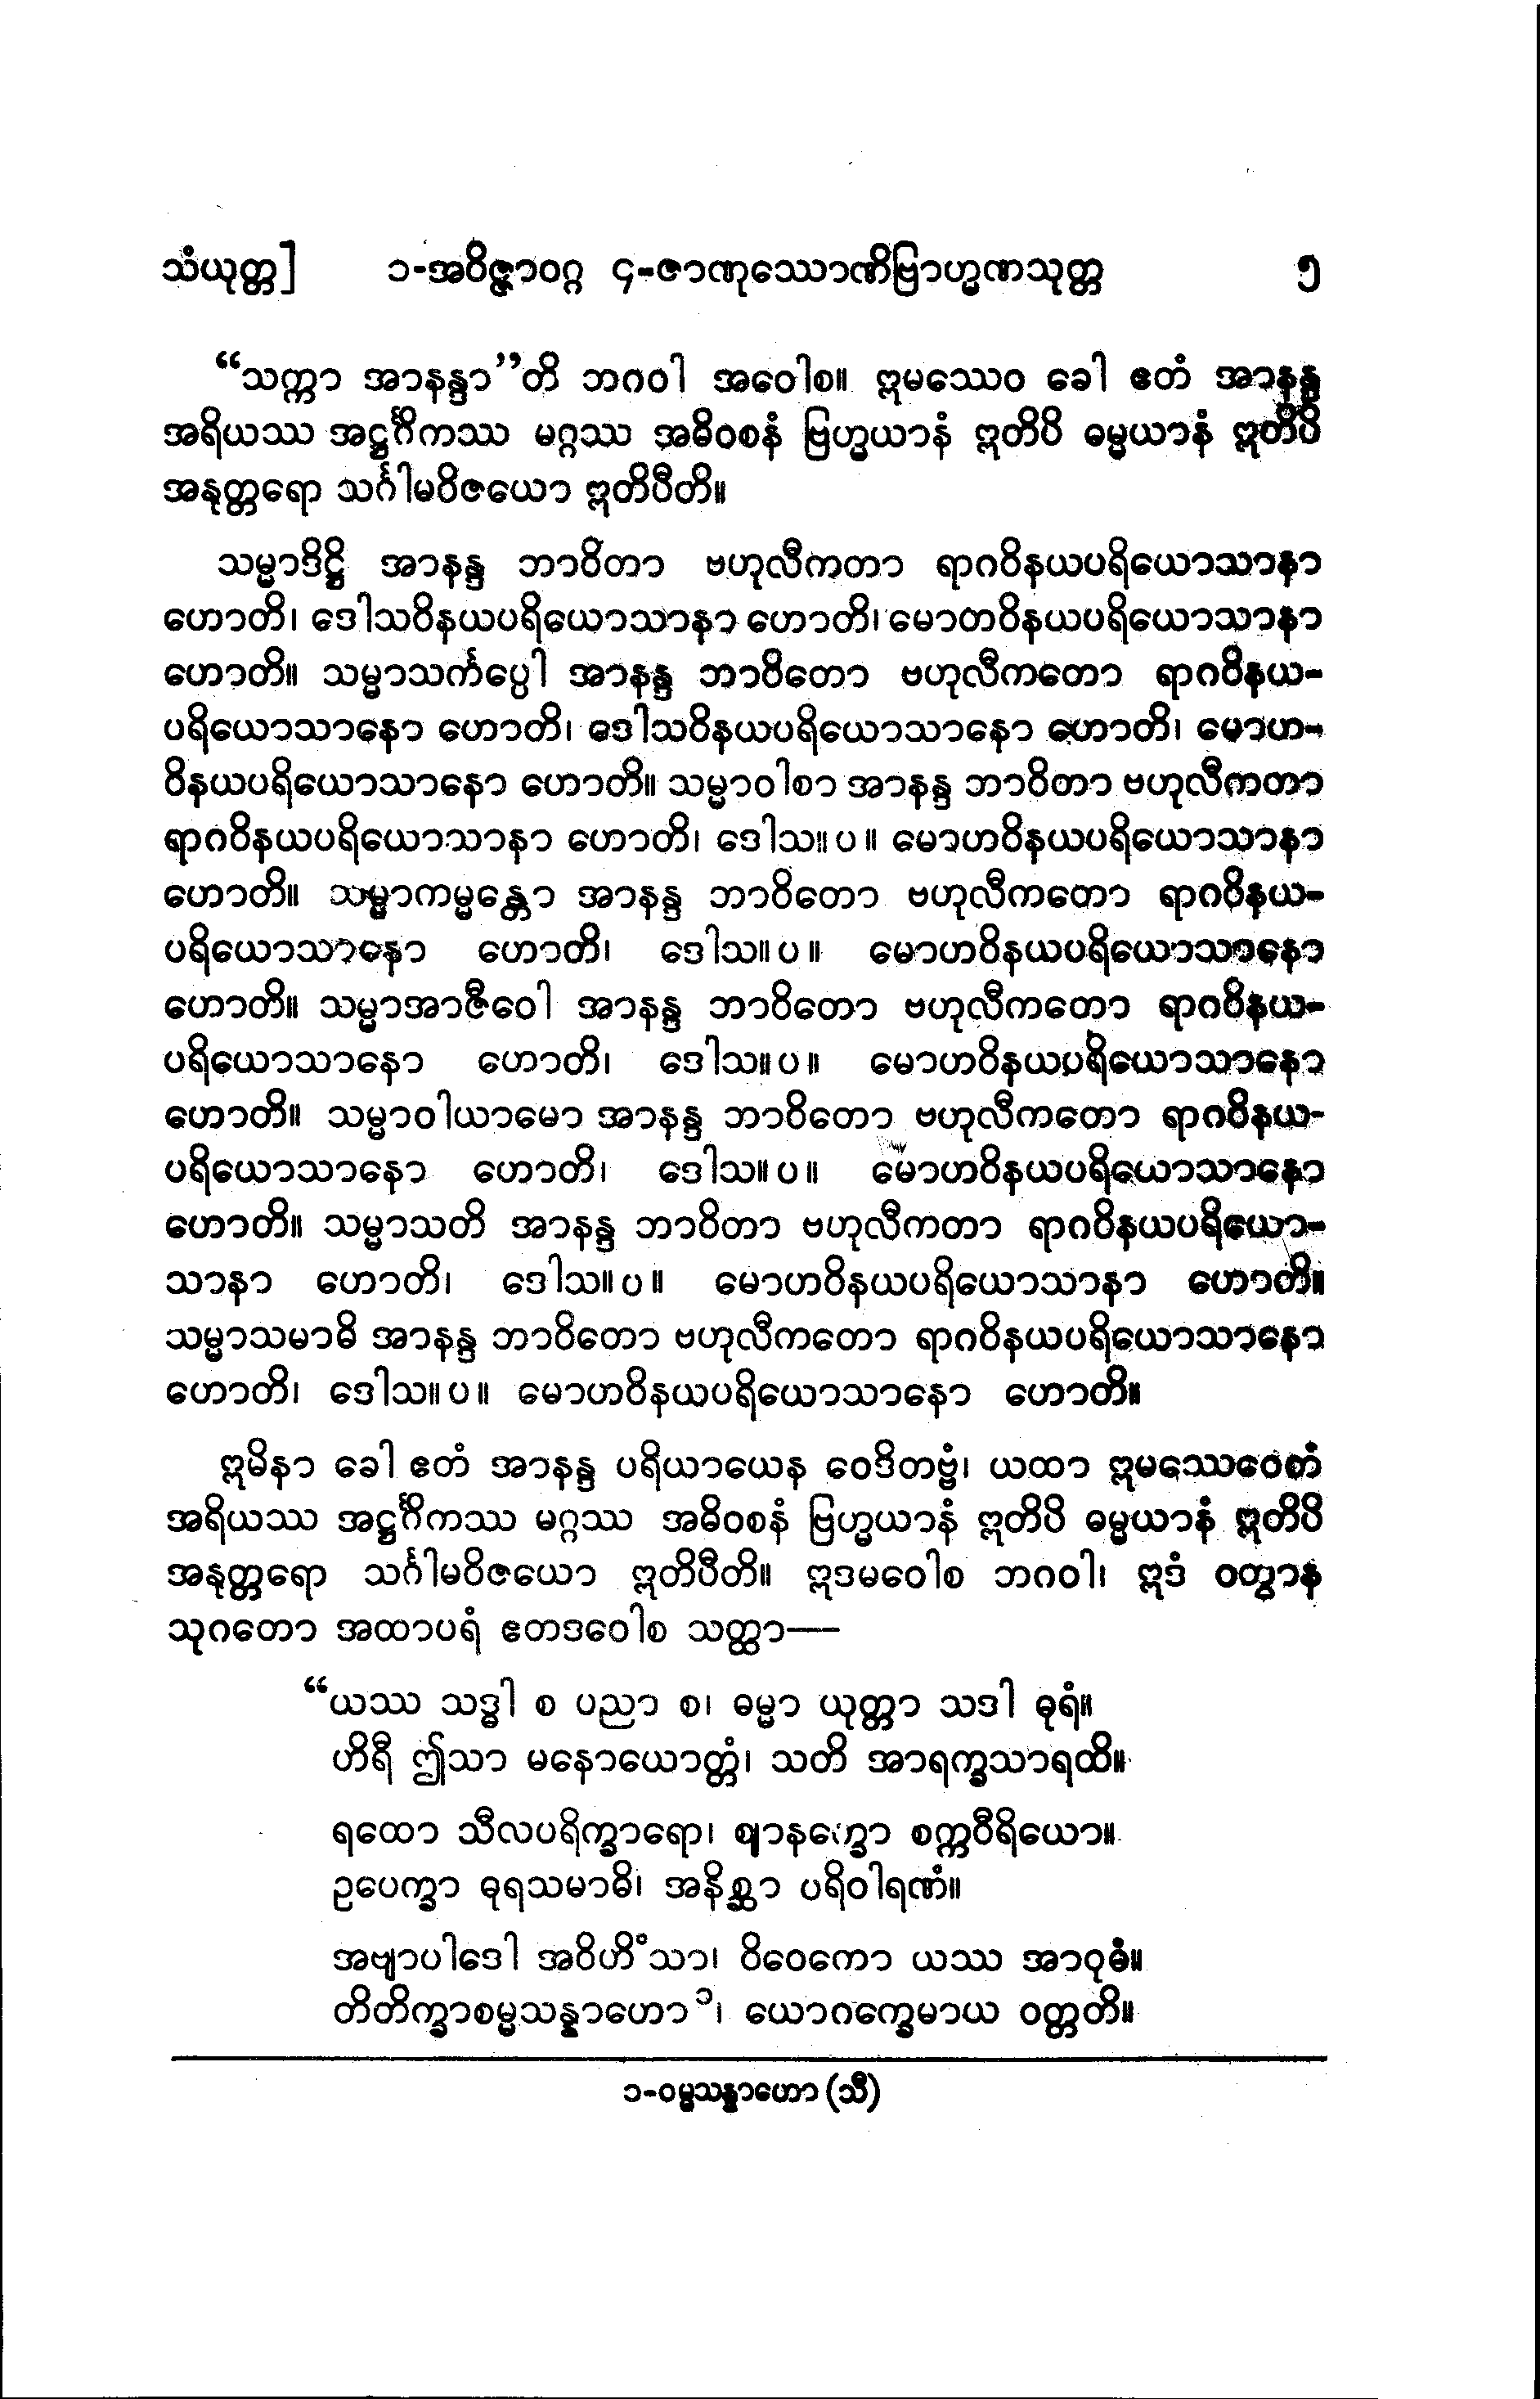 သံယုတ္တ] ၁-အဝိဇ္ဇာဝဂ္ဂ ၄-ဇာဏုဿောဏိဗြာဟ္မဏသုတ္တ ၅
“သက္ကာ အာနန္ဒာ”တိ ဘဂဝါ အဝေါစ။ ဣမဿေဝ ခေါ ဧတံ အာနန္ဒ
အရိယဿ အဋ္ဌင်္ဂိကဿ မဂ္ဂဿ အဓိဝစနံ ဗြဟ္မယာနံ ဣတိပိ ဓမ္မယာနံ ဣတိပိ
အနုတ္တရော သင်္ဂါမဝိဇယော ဣတိပီတိ။
သမ္မာဒိဋ္ဌိ အာနန္ဒ ဘာဝိတာ ဗဟုလီကတာ ရာဂဝိနယပရိယောသာနာ
ဟောတိ၊ ဒေါသဝိနယပရိယောသာနာ ဟောတိ၊ မောဟဝိနယပရိယောသာနာ
ဟောတိ။ သမ္မာသင်္ကပ္ပေါ အာနန္ဒ ဘာဝိတော ဗဟုလီကတော ရာဂဝိနယ-
ပရိယောသာနော ဟောတိ၊ ဒေါသဝိနယပရိယောသာနော ဟောတိ၊ မောဟ-
ဝိနယပရိယောသာနော ဟောတိ။ သမ္မာဝါစာ အာနန္ဒ ဘာဝိတာ ဗဟုလီကတာ
ရာဂဝိနယပရိယောသာနာ ဟောတိ၊ ဒေါသ။ပ။ မောဟဝိနယပရိယောသာနာ
ဟောတိ။ သမ္မာကမ္မန္တော အာနန္ဒ ဘာဝိတော ဗဟုလီကတော ရာဂဝိနယ-
ပရိယောသာနော ဟောတိ၊ ဒေါသ။ပ။ မောဟဝိနယပရိယောသာနော
ဟောတိ။ သမ္မာအာဇီဝေါ အာနန္ဒ ဘာဝိတော ဗဟုလီကတော ရာဂဝိနယ-
ပရိယောသာနော ဟောတိ၊ ဒေါသ။ပ။ မောဟဝိနယပရိယောသာနော
ဟောတိ။ သမ္မာဝါယာမော အာနန္ဒ ဘာဝိတော ဗဟုလီကတော ရာဂဝိနယ-
ပရိယောသာနော ဟောတိ၊ ဒေါသ။ပ။ မောဟဝိနယပရိယောသာနော
ဟောတိ။ သမ္မာသတိ အာနန္ဒ ဘာဝိတာ ဗဟုလီကတာ ရာဂဝိနယပရိယော-
သာနာ ဟောတိ၊ ဒေါသ။ပ။ မောဟဝိနယပရိယောသာနာ ဟောတိ။
သမ္မာသမာဓိ အာနန္ဒ ဘာဝိတော ဗဟုလီကတော ရာဂဝိနယပရိယောသာနော
ဟောတိ၊ ဒေါသ။ပ။ မောဟဝိနယပရိယောသာနော ဟောတိ။
ဣမိနာ ခေါ ဧတံ အာနန္ဒ ပရိယာယေန ဝေဒိတဗ္ဗံ၊ ယထာ ဣမဿေဝေတံ
အရိယဿ အဋ္ဌင်္ဂိကဿ မဂ္ဂဿ အဓိဝစနံ ဗြဟ္မယာနံ ဣတိပိ ဓမ္မယာနံ ဣတိပိ
အနုတ္တရော သင်္ဂါမဝိဇယော ဣတိပီတိ။ ဣဒမဝေါစ ဘဂဝါ၊ ဣဒံ ဝတွာန
သုဂတော အထာပရံ ဧတဒဝေါစ သတ္ထာ—
“ယဿ သဒ္ဓါ စ ပညာ စ၊ ဓမ္မာ ယုတ္တာ သဒါ ဓုရံ။
ဟိရီ ဤသာ မနောယောတ္တံ၊ သတိ အာရက္ခသာရထိ။
ရထော သီလပရိက္ခာရော၊ ဈာနက္ခော စက္ကဝီရိယော။
ဥပေက္ခာ ဓုရသမာဓိ၊ အနိစ္ဆာ ပရိဝါရဏံ။
အဗျာပါဒေါ အဝိဟိံသာ၊ ဝိဝေကော ယဿ အာဝုဓံ။
တိတိက္ခာစမ္မသန္နာဟော၁၊ ယောဂက္ခေမာယ ဝတ္တတိ။
၁-ဝမ္မသန္နာဟော (သီ)